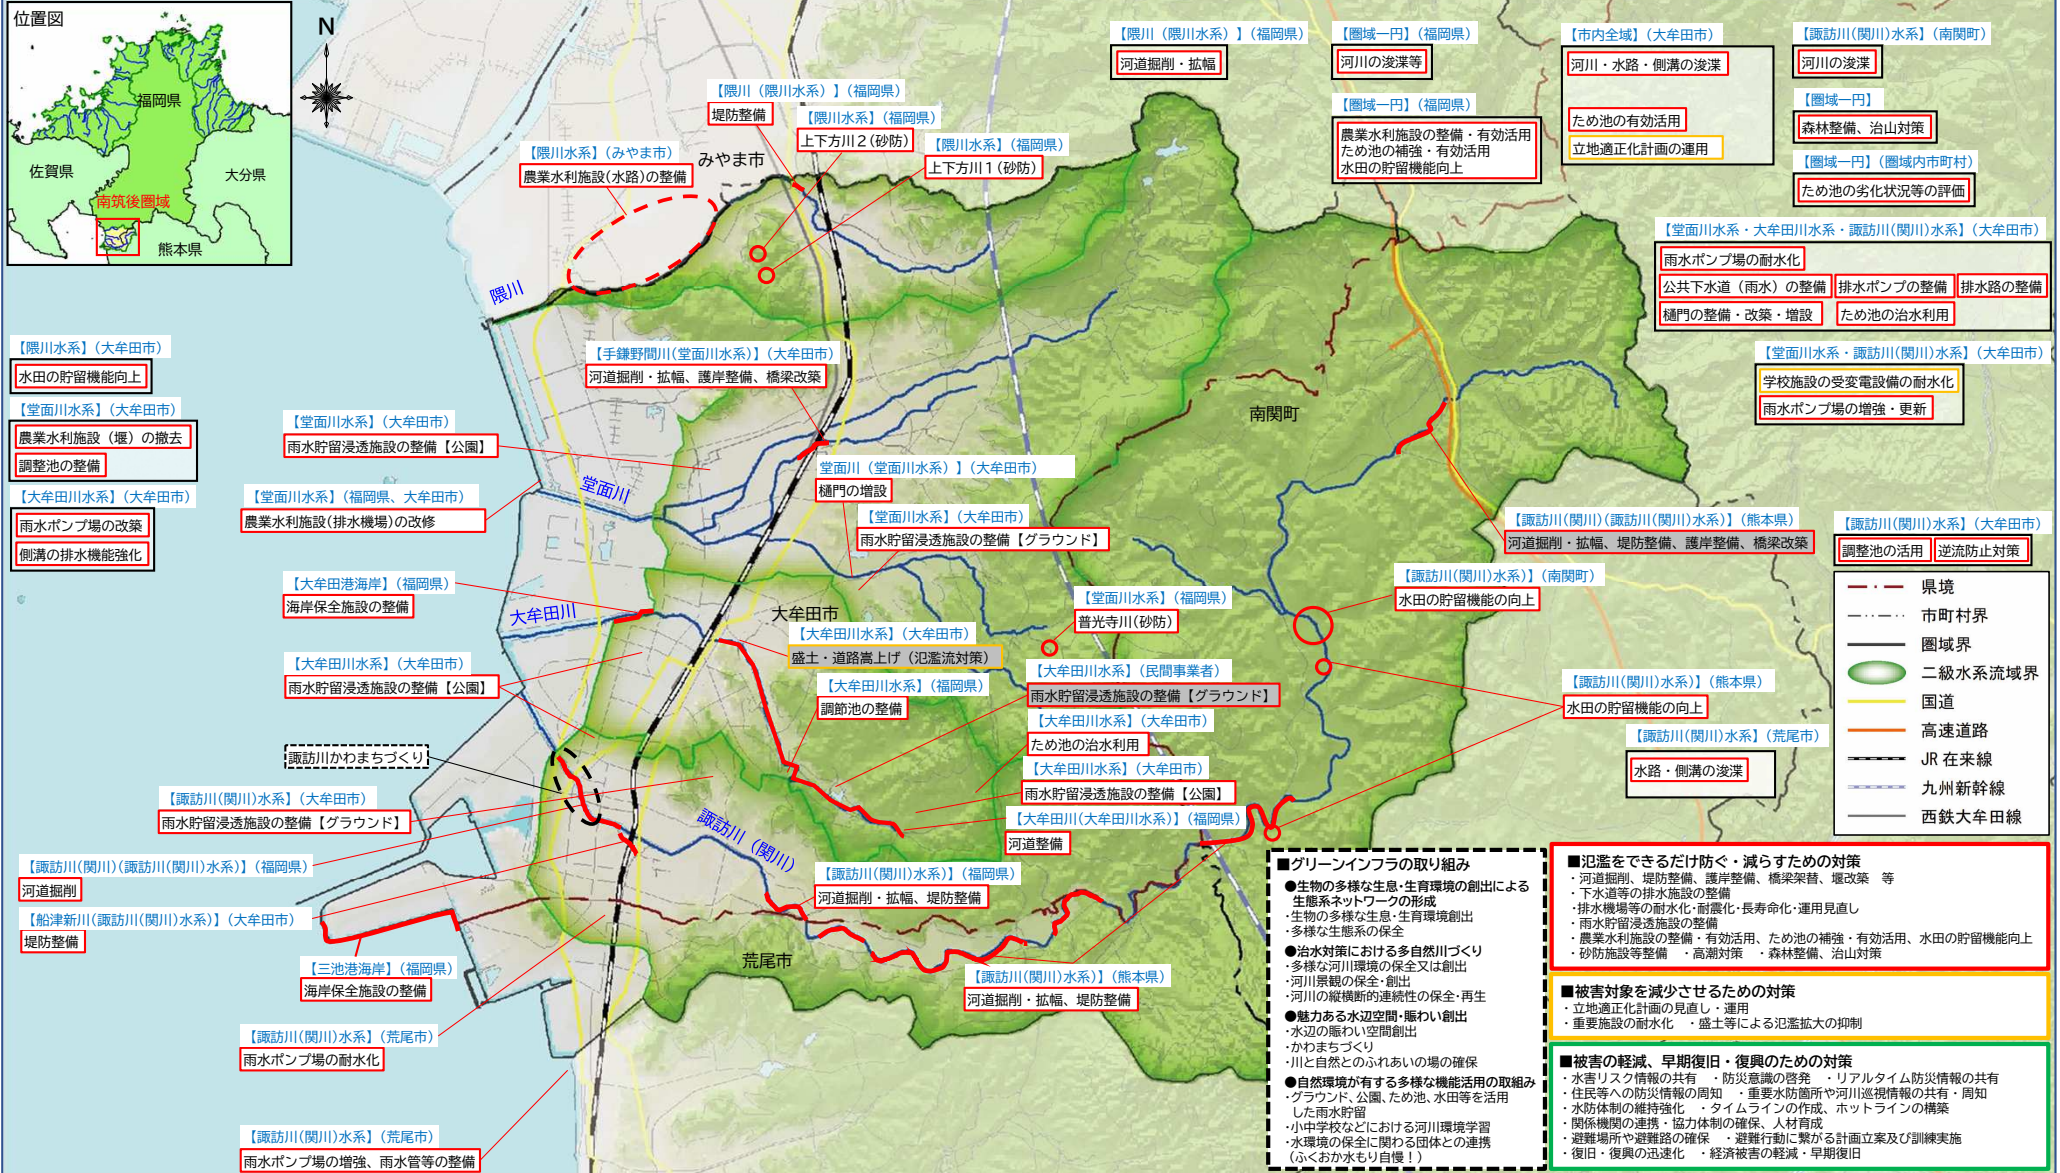 位置図
福岡県
佐賀県
大分県
南筑後圏域
熊本県
N
【隈川（隈川水系）】（福岡県）
河道掘削・拡幅
【圏域一円】（福岡県）
河川の浚渫等
【圏域一円】（福岡県）
農業水利施設の整備・有効活用
ため池の補強・有効活用
水田の貯留機能向上
【市内全域】（大牟田市）
河川・水路・側溝の浚渫
ため池の有効活用
立地適正化計画の運用
【諏訪川(関川)水系】（南関町）
河川の浚渫
【圏域一円】
森林整備、治山対策
【圏域一円】（圏域内市町村）
ため池の劣化状況等の評価
【堂面川水系・大牟田川水系・諏訪川(関川)水系】（大牟田市）
雨水ポンプ場の耐水化
公共下水道（雨水）の整備
排水ポンプの整備
排水路の整備
樋門の整備・改築・増設
ため池の治水利用
【堂面川水系・諏訪川(関川)水系】（大牟田市）
学校施設の受変電設備の耐水化
雨水ポンプ場の増強・更新
【隈川（隈川水系）】（福岡県）
堤防整備
【隈川水系】（福岡県）
上下方川２（砂防）
【隈川水系】（福岡県）
上下方川１（砂防）
【隈川水系】（みやま市）
農業水利施設(水路)の整備
みやま市
隈川
【隈川水系】（大牟田市）
水田の貯留機能向上
【堂面川水系】（大牟田市）
農業水利施設（堰）の撤去
調整池の整備
【大牟田川水系】（大牟田市）
雨水ポンプ場の改築
側溝の排水機能強化
【手鎌野間川(堂面川水系)】（大牟田市）
河道掘削・拡幅、護岸整備、橋梁改築
【堂面川水系】（大牟田市）
雨水貯留浸透施設の整備【公園】
【堂面川水系】（福岡県、大牟田市）
農業水利施設(排水機場)の改修
堂面川
堂面川（堂面川水系）】（大牟田市）
樋門の増設
【堂面川水系】（大牟田市）
雨水貯留浸透施設の整備【グラウンド】
南関町
【諏訪川(関川)(諏訪川(関川)水系)】（熊本県）
河道掘削・拡幅、堤防整備、護岸整備、橋梁改築
【諏訪川(関川)水系】（大牟田市）
調整池の活用
逆流防止対策
【大牟田港海岸】（福岡県）
海岸保全施設の整備
大牟田川
大牟田市
【堂面川水系】（福岡県）
普光寺川(砂防)
【諏訪川(関川)水系)】（南関町）
水田の貯留機能の向上
【大牟田川水系】（大牟田市）
盛土・道路嵩上げ（氾濫流対策）
【大牟田川水系】（大牟田市）
雨水貯留浸透施設の整備【公園】
【大牟田川水系】（福岡県）
調節池の整備
【大牟田川水系】（民間事業者）
雨水貯留浸透施設の整備【グラウンド】
【大牟田川水系】（大牟田市）
ため池の治水利用
【大牟田川水系】（大牟田市）
雨水貯留浸透施設の整備【公園】
【大牟田川(大牟田川水系)】（福岡県）
河道整備
【諏訪川(関川)水系)】（熊本県）
水田の貯留機能の向上
【諏訪川(関川)水系】（荒尾市）
水路・側溝の浚渫
諏訪川かわまちづくり
【諏訪川(関川)水系】（大牟田市）
雨水貯留浸透施設の整備【グラウンド】
諏訪川（関川）
【諏訪川(関川)(諏訪川(関川)水系)】（福岡県）
河道掘削
【船津新川(諏訪川(関川)水系)】（大牟田市）
堤防整備
【諏訪川(関川)水系)】（福岡県）
河道掘削・拡幅、堤防整備
【三池港海岸】（福岡県）
海岸保全施設の整備
荒尾市
【諏訪川(関川)水系)】（熊本県）
河道掘削・拡幅、堤防整備
【諏訪川(関川)水系】（荒尾市）
雨水ポンプ場の耐水化
【諏訪川(関川)水系】（荒尾市）
雨水ポンプ場の増強、雨水管等の整備
県境
市町村界
圏域界
二級水系流域界
国道
高速道路
JR 在来線
九州新幹線
西鉄大牟田線
■グリーンインフラの取り組み
●生物の多様な生息・生育環境の創出による
生態系ネットワークの形成
・生物の多様な生息・生育環境創出
・多様な生態系の保全
●治水対策における多自然川づくり
・多様な河川環境の保全又は創出
・河川景観の保全・創出
・河川の縦横断的連続性の保全・再生
●魅力ある水辺空間・賑わい創出
・水辺の賑わい空間創出
・かわまちづくり
・川と自然とのふれあいの場の確保
●自然環境が有する多様な機能活用の取組み
・グラウンド、公園、ため池、水田等を活用
した雨水貯留
・小中学校などにおける河川環境学習
・水環境の保全に関わる団体との連携
（ふくおか水もり自慢！）
■氾濫をできるだけ防ぐ・減らすための対策
・河道掘削、堤防整備、護岸整備、橋梁架替、堰改築　等
・下水道等の排水施設の整備
・排水機場等の耐水化・耐震化・長寿命化・運用見直し
・雨水貯留浸透施設の整備
・農業水利施設の整備・有効活用、ため池の補強・有効活用、水田の貯留機能向上
・砂防施設等整備　・高潮対策　・森林整備、治山対策
■被害対象を減少させるための対策
・立地適正化計画の見直し・運用
・重要施設の耐水化　・盛土等による氾濫拡大の抑制
■被害の軽減、早期復旧・復興のための対策
・水害リスク情報の共有　・防災意識の啓発　・リアルタイム防災情報の共有
・住民等への防災情報の周知　・重要水防箇所や河川巡視情報の共有・周知
・水防体制の維持強化　・タイムラインの作成、ホットラインの構築
・関係機関の連携・協力体制の確保、人材育成
・避難場所や避難路の確保　・避難行動に繋がる計画立案及び訓練実施
・復旧・復興の迅速化　・経済被害の軽減・早期復旧